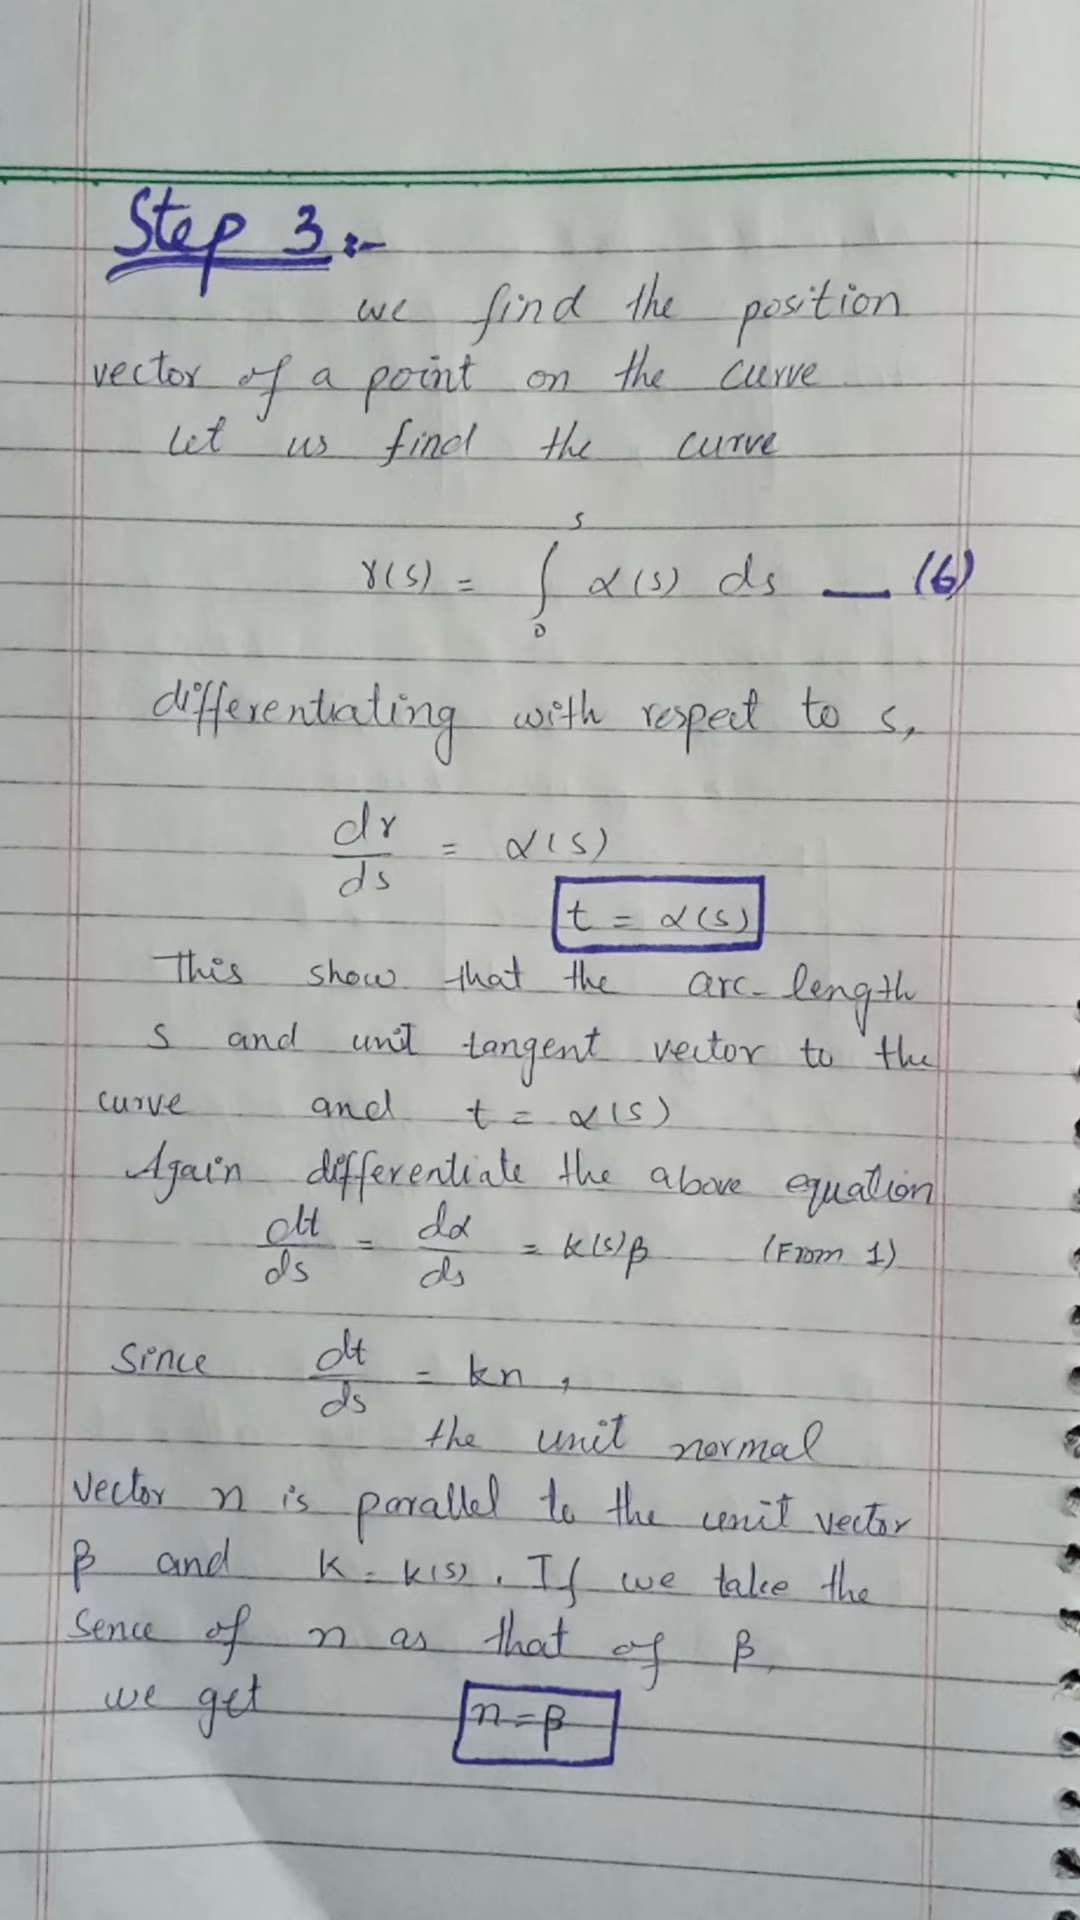 Step 3:-
we find the position
vector of a point on the curve
Let us find the curve
r(s) = ∫₀ˢ α(s) ds — (6)
differentiating with respect to s,
dr/ds = α(s)
t = α(s)
This show that the arc-length
s and unit tangent vector to the
curve and t = α(s)
Again differentiate the above equation
dt/ds = dα/ds = k(s)β (From 1)
Since dt/ds = kn,
the unit normal
vector n is parallel to the unit vector
β and k = k(s). If we take the
sence of n as that of β,
we get n=β